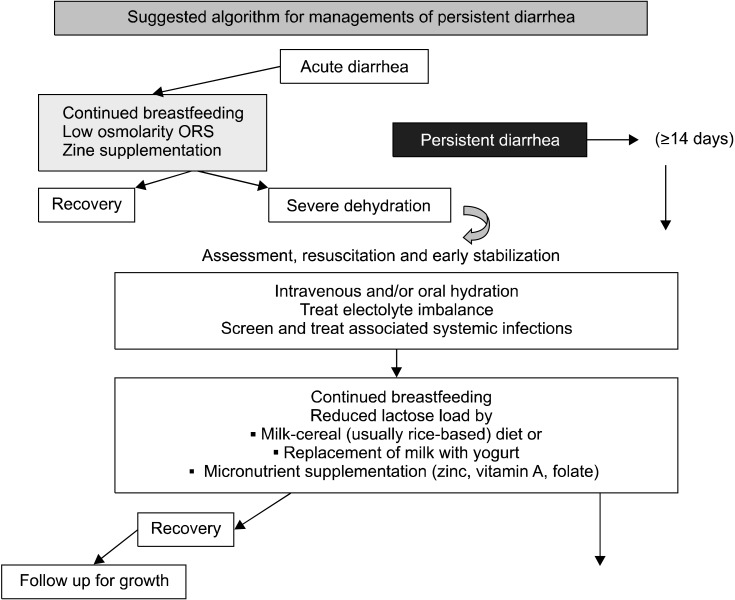 Suggested algorithm for managements of persistent diarrhea
Acute diarrhea
Continued breastfeeding
Low osmolarity ORS
Zine supplementation
Persistent diarrhea
(≥14 days)
Recovery
Severe dehydration
Assessment, resuscitation and early stabilization
Intravenous and/or oral hydration
Treat electolyte imbalance
Screen and treat associated systemic infections
Continued breastfeeding
Reduced lactose load by
▪ Milk-cereal (usually rice-based) diet or
▪ Replacement of milk with yogurt
▪ Micronutrient supplementation (zinc, vitamin A, folate)
Recovery
Follow up for growth